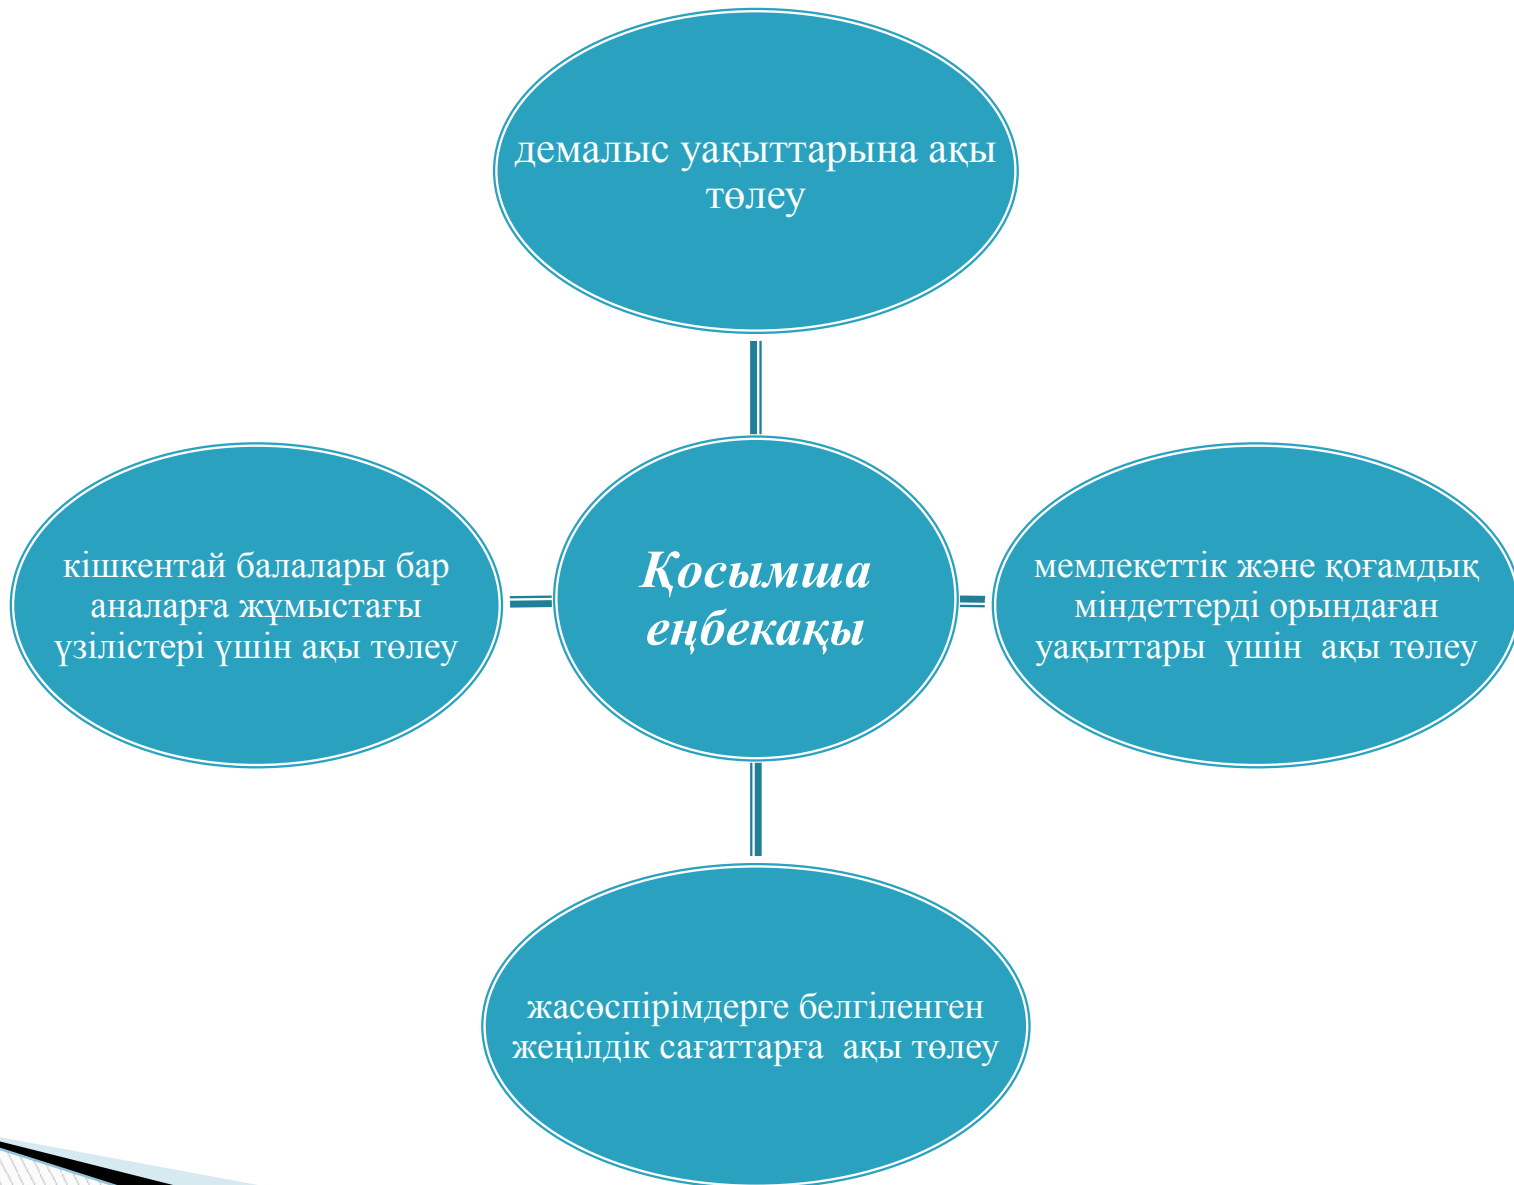 демалыс уақыттарына ақы
төлеу
кішкентай балалары бар
аналарға жұмыстағы
үзілістері үшін ақы төлеу
Қосымша
еңбекақы
мемлекеттік және қоғамдық
міндеттерді орындаған
уақыттары  үшін  ақы төлеу
жасөспірімдерге белгіленген
жеңілдік сағаттарға  ақы төлеу